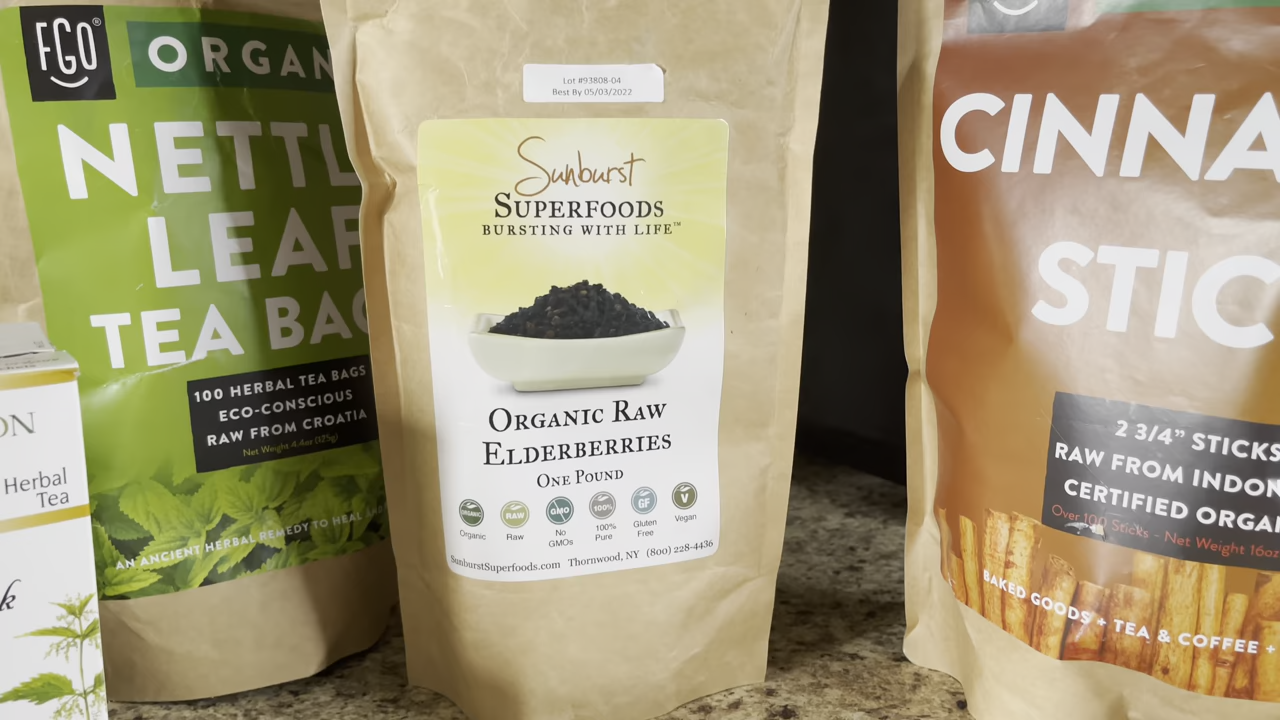 FGO®
ORGAN
NETTL
LEAF
TEA BAG
100 HERBAL TEA BAGS
ECO-CONSCIOUS
RAW FROM CROATIA
Net Weight 4.4oz (125g)
AN ANCIENT HERBAL REMEDY TO HEAL
ON
Herbal
Tea
k
Lot #93808-04
Best By 05/03/2022
Sunburst
SUPERFOODS
BURSTING WITH LIFE™
ORGANIC RAW
ELDERBERRIES
ONE POUND
ORGANIC
RAW
GMO
100%
GF
V
Organic
Raw
No
GMOs
100%
Pure
Gluten
Free
Vegan
SunburstSuperfoods.com Thornwood, NY (800) 228-4436
CINNA
STIC
2 3/4" STICKS
RAW FROM INDON
CERTIFIED ORGAN
Over 100 Sticks - Net Weight 16oz
BAKED GOODS + TEA & COFFEE +